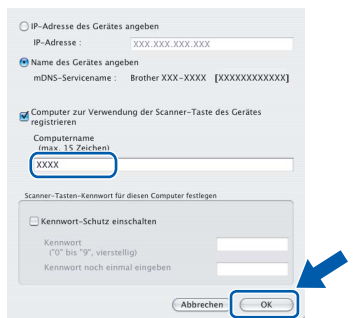 IP-Adresse des Gerätes angeben
IP-Adresse : XXX.XXX.XXX.XXX
Name des Gerätes angeben
mDNS-Servicename : Brother XXX-XXXX [XXXXXXXXXXXX]
Computer zur Verwendung der Scanner-Taste des Gerätes
registrieren
Computername
(max. 15 Zeichen)
XXXX
Scanner-Tasten-Kennwort für diesen Computer festlegen
Kennwort-Schutz einschalten
Kennwort
("0" bis "9", vierstellig)
Kennwort noch einmal eingeben
Abbrechen OK